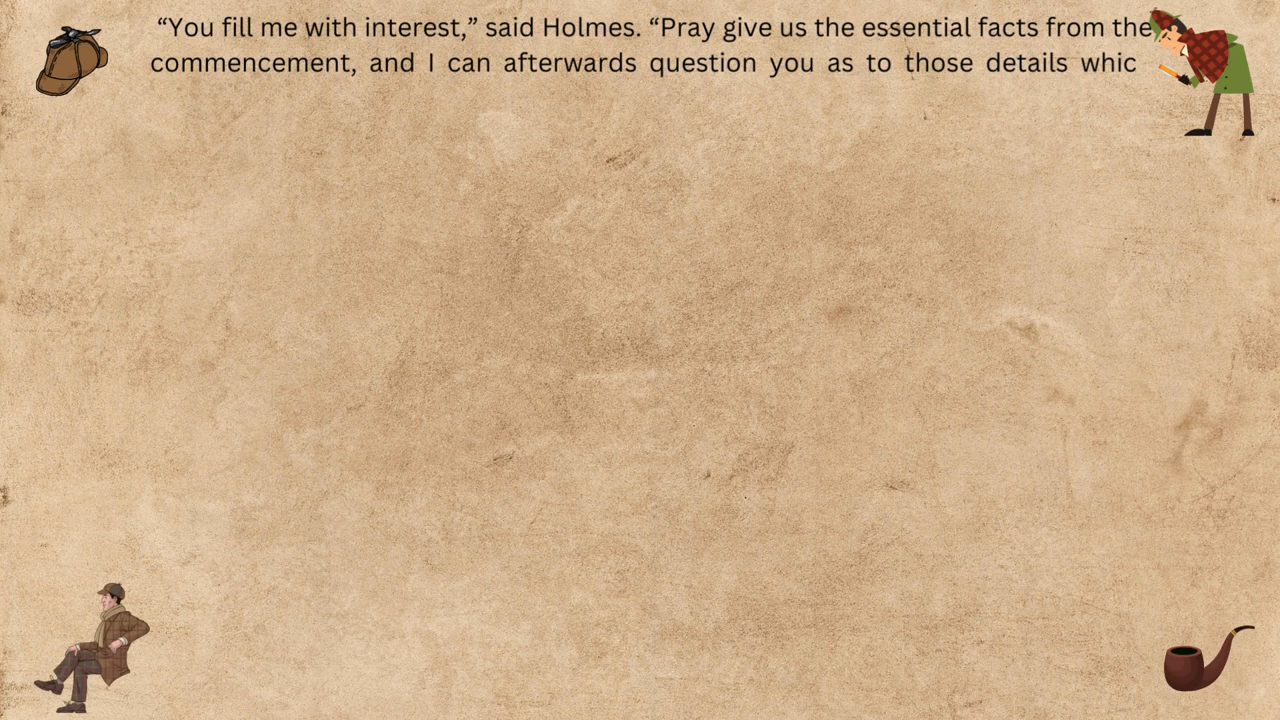 “You fill me with interest,” said Holmes. “Pray give us the essential facts from the
commencement, and I can afterwards question you as to those details whic